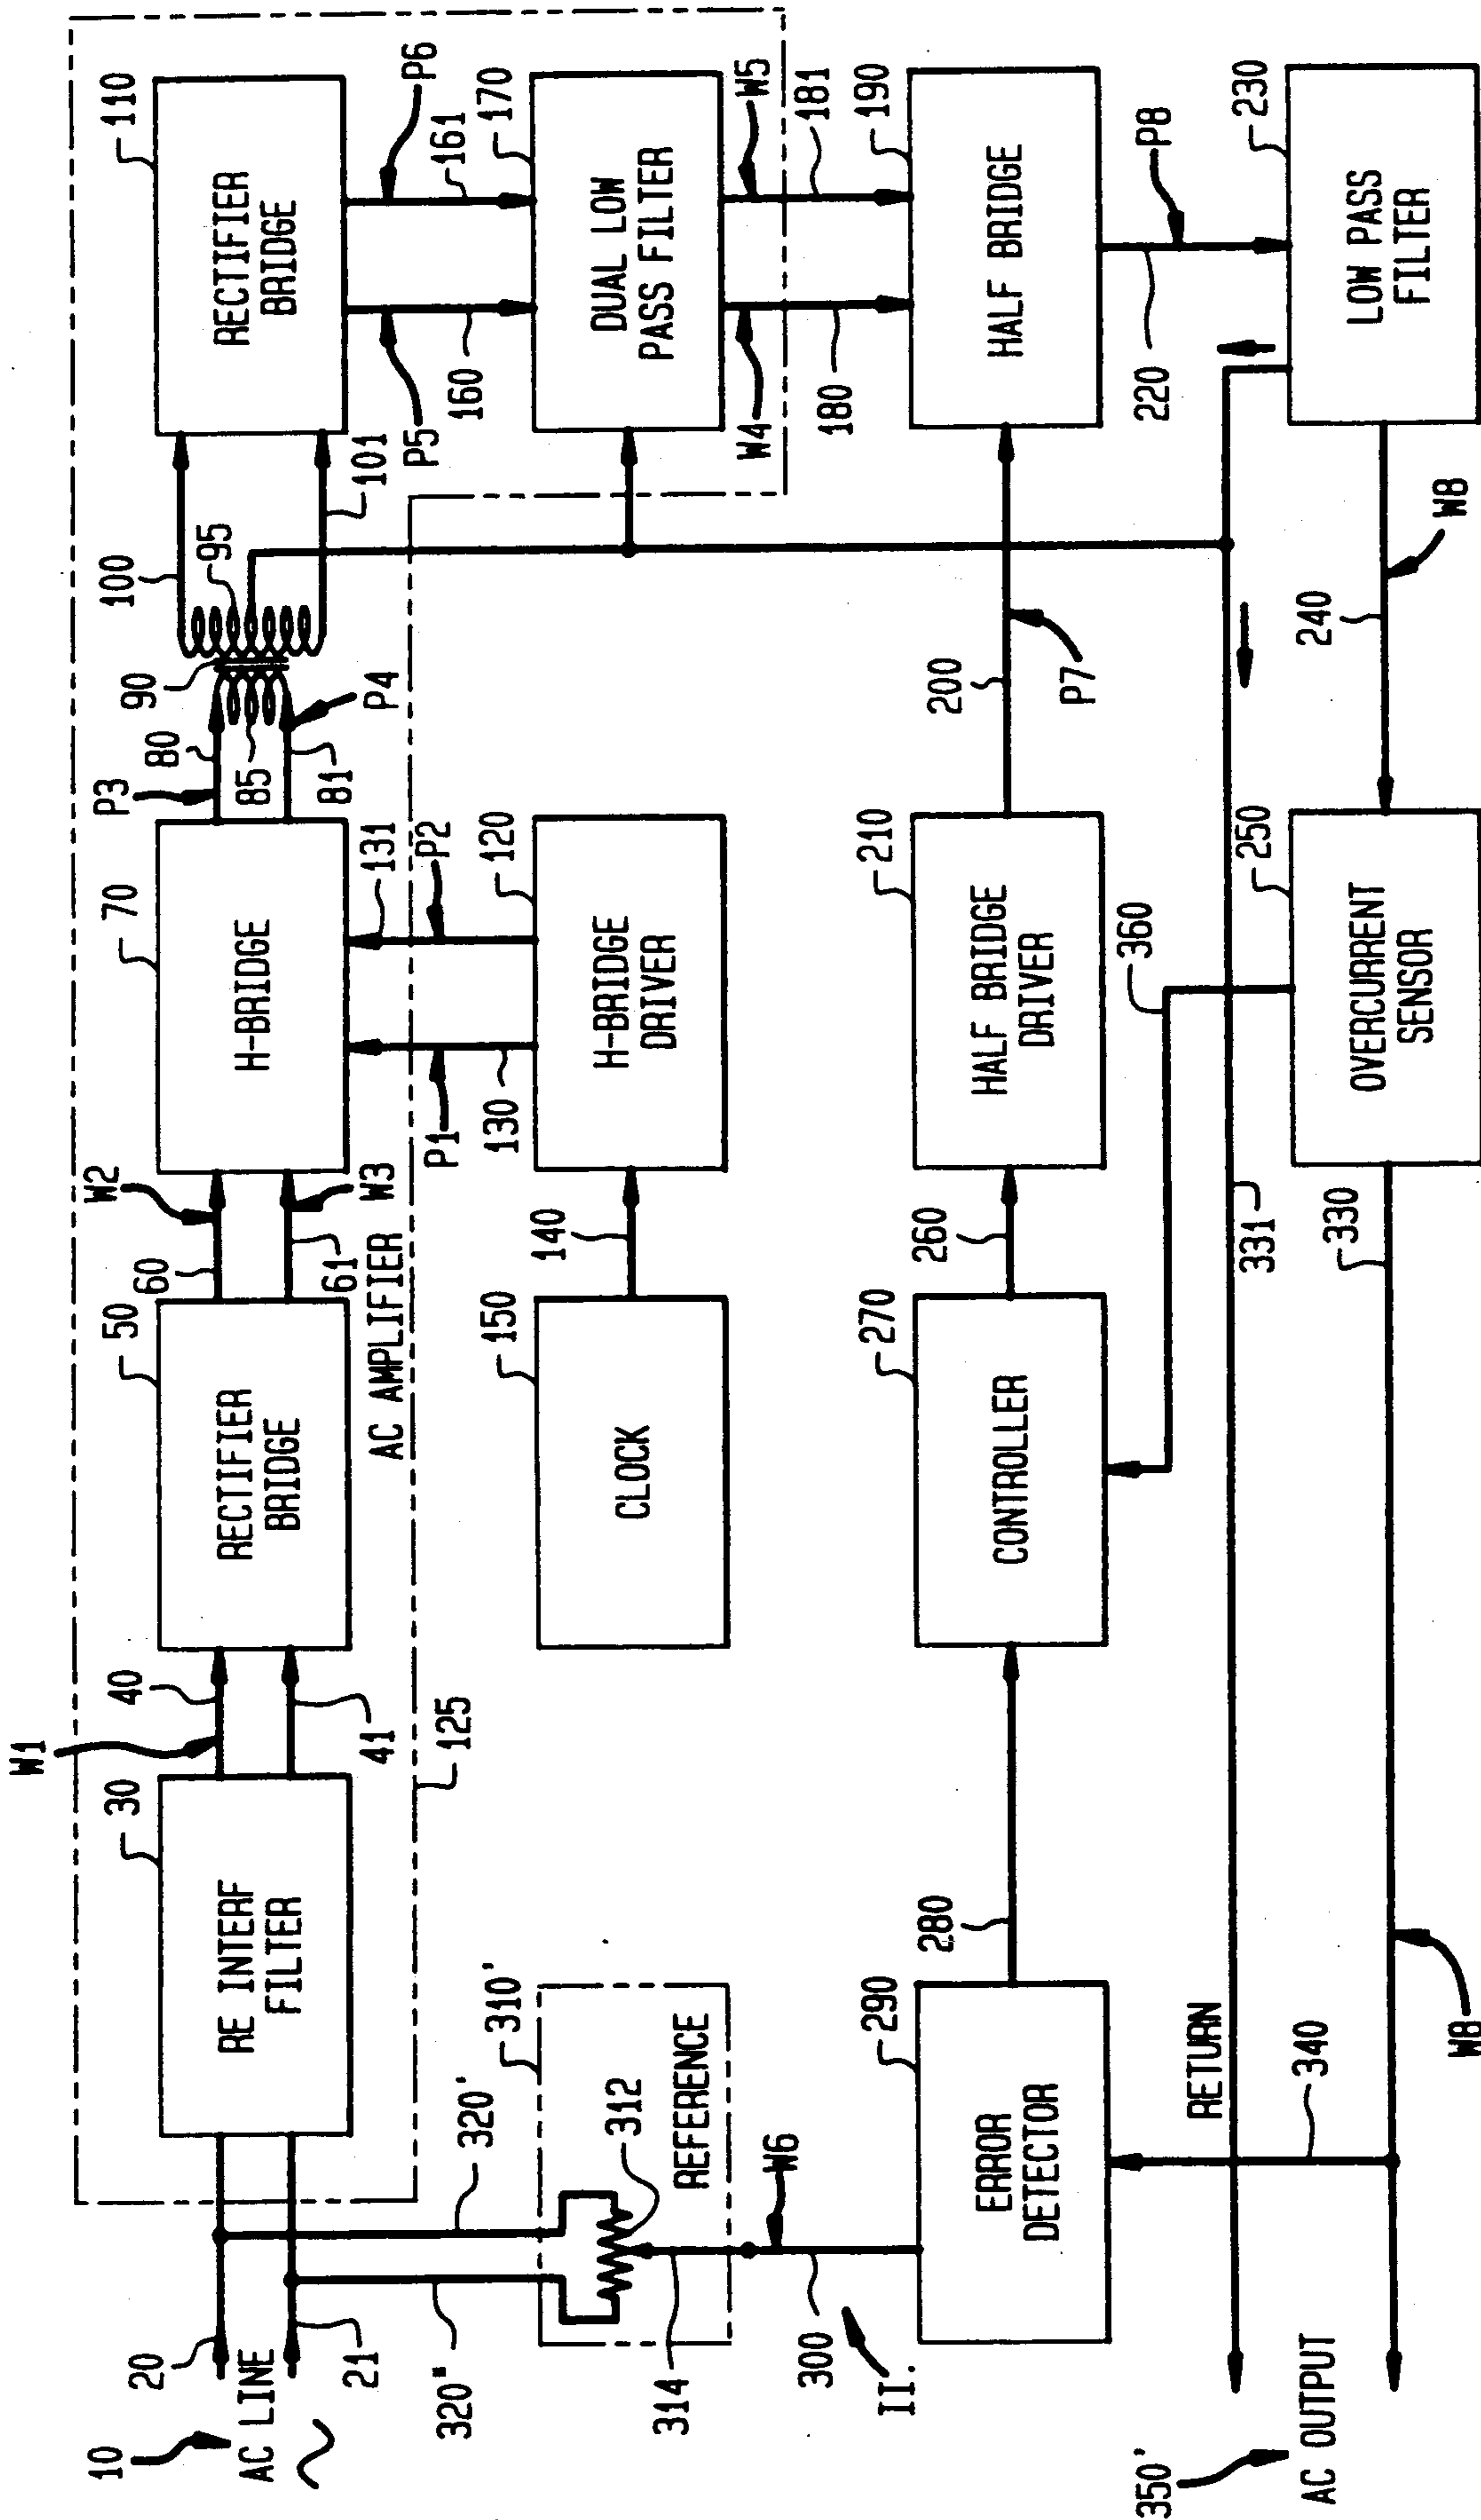 10
AC LINE
20
21
RE INTERF
FILTER
30
W1
40
41
RECTIFIER
BRIDGE
50
60
61
W2
W3
H-BRIDGE
70
P3
80
85
81
P4
90
95
100
101
RECTIFIER
BRIDGE
110
AC AMPLIFIER
125
320'
320"
310'
312
REFERENCE
314
CLOCK
150
140
H-BRIDGE
DRIVER
120
P1
130
131
P2
P5
160
P6
161
DUAL LOW
PASS FILTER
170
W4
180
W5
181
300
W6
II.
ERROR
DETECTOR
290
280
CONTROLLER
270
260
HALF BRIDGE
DRIVER
210
200
P7
HALF BRIDGE
190
220
P8
RETURN
331
360
350'
AC OUTPUT
340
W8
330
OVERCURRENT
SENSOR
250
240
W8
LOW PASS
FILTER
230